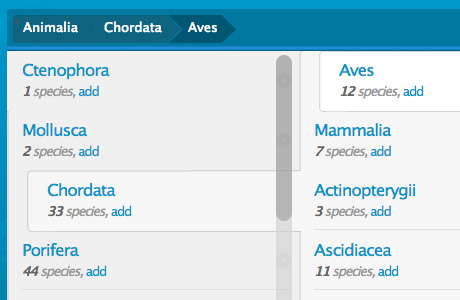 Animalia Chordata Aves
Ctenophora
1 species, add
Mollusca
2 species, add
Chordata
33 species, add
Porifera
44 species, add
Aves
12 species, add
Mammalia
7 species, add
Actinopterygii
3 species, add
Ascidiacea
11 species, add